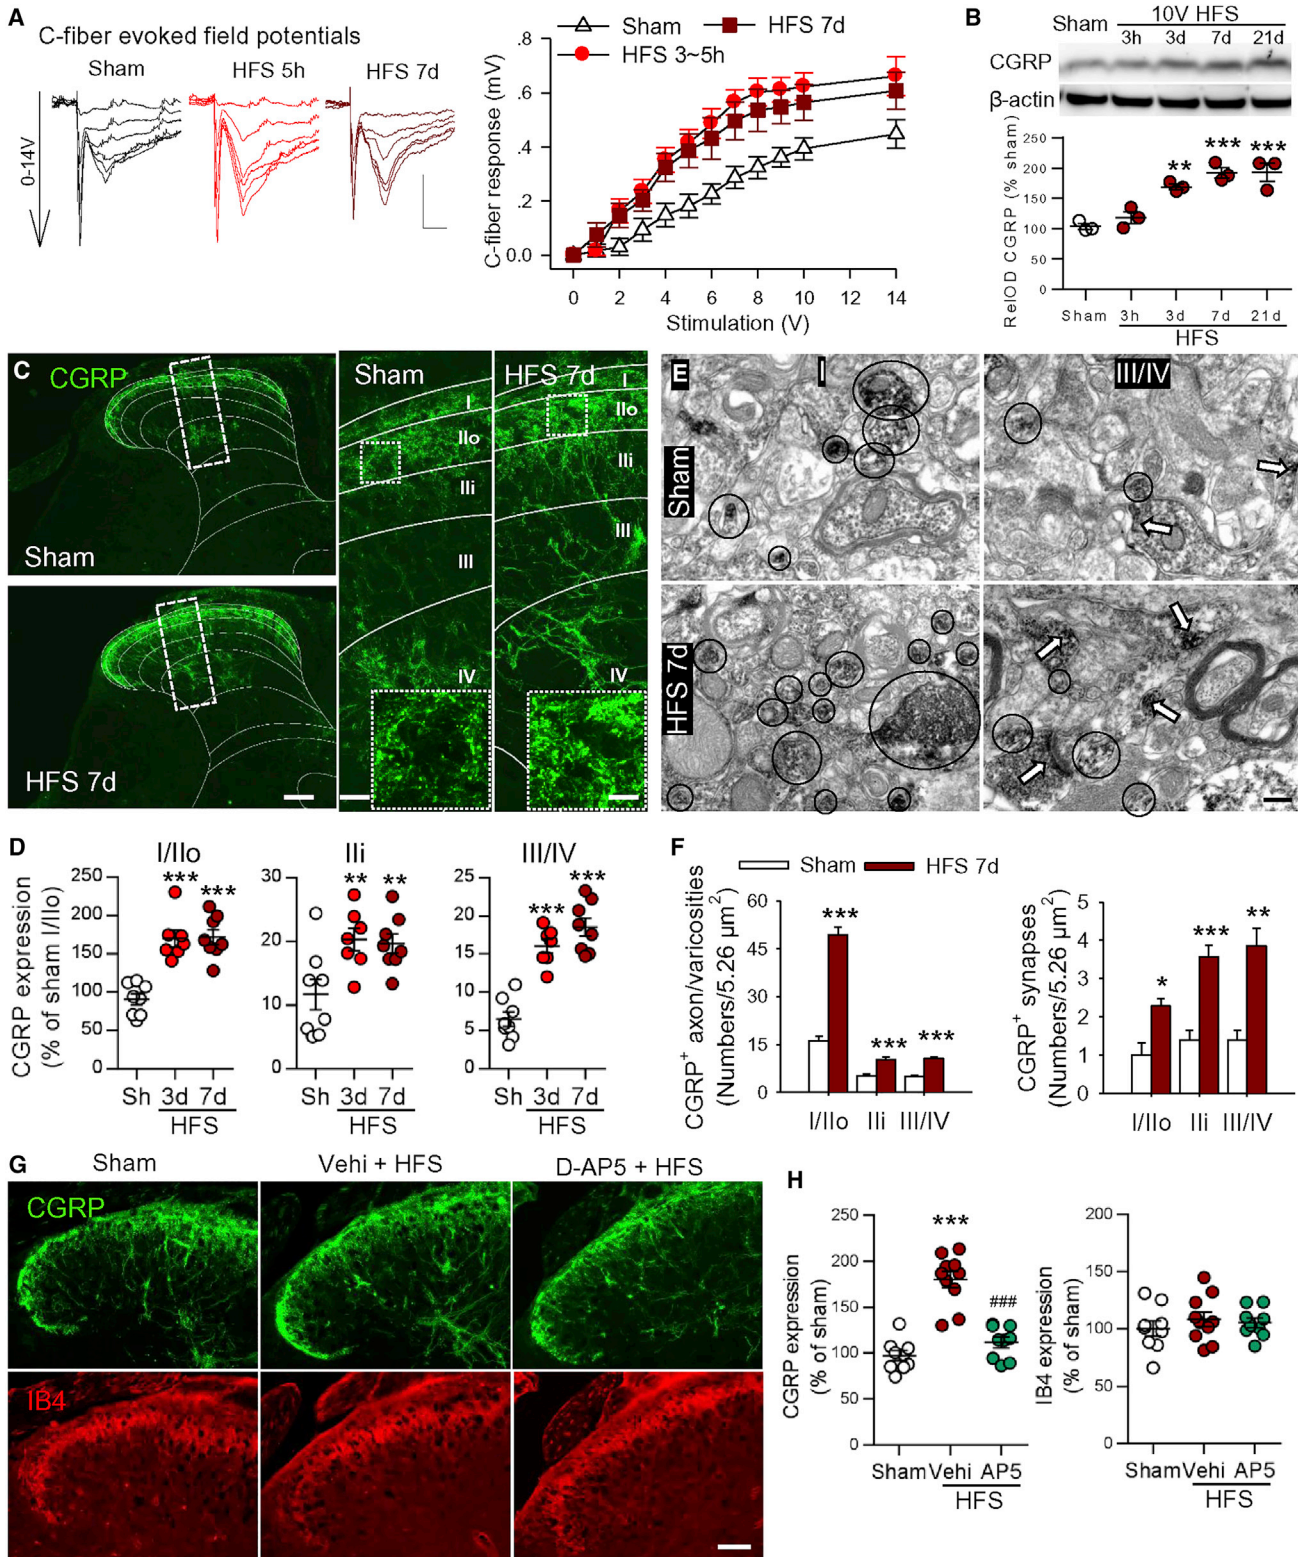 A
C-fiber evoked field potentials
Sham
HFS 5h
HFS 7d
0-14V
Sham
HFS 7d
HFS 3~5h
C-fiber response (mV)
.8
.6
.4
.2
0.0
0 2 4 6 8 10 12 14
Stimulation (V)
B
Sham
10V HFS
3h 3d 7d 21d
CGRP
β-actin
RelOD CGRP (% sham)
250
200
150
100
50
0
** *** ***
Sham 3h 3d 7d 21d
HFS
C
CGRP
Sham
HFS 7d
Sham
I
IIo
IIi
III
IV
HFS 7d
I
IIo
IIi
III
IV
E
I
III/IV
Sham
HFS 7d
D
CGRP expression
(% of sham I/IIo)
I/IIo
250
200
150
100
50
0
*** ***
Sh 3d 7d
HFS
IIi
30
20
10
0
** **
Sh 3d 7d
HFS
III/IV
25
20
15
10
5
0
*** ***
Sh 3d 7d
HFS
F
Sham
HFS 7d
CGRP+ axon/varicosities
(Numbers/5.26 µm2)
60
45
30
15
0
*** *** ***
I/IIo IIi III/IV
CGRP+ synapses
(Numbers/5.26 µm2)
5
4
3
2
1
0
* *** **
I/IIo IIi III/IV
G
Sham
Vehi + HFS
D-AP5 + HFS
CGRP
IB4
H
CGRP expression
(% of sham)
250
200
150
100
50
0
***
###
Sham Vehi AP5
HFS
IB4 expression
(% of sham)
200
150
100
50
0
Sham Vehi AP5
HFS